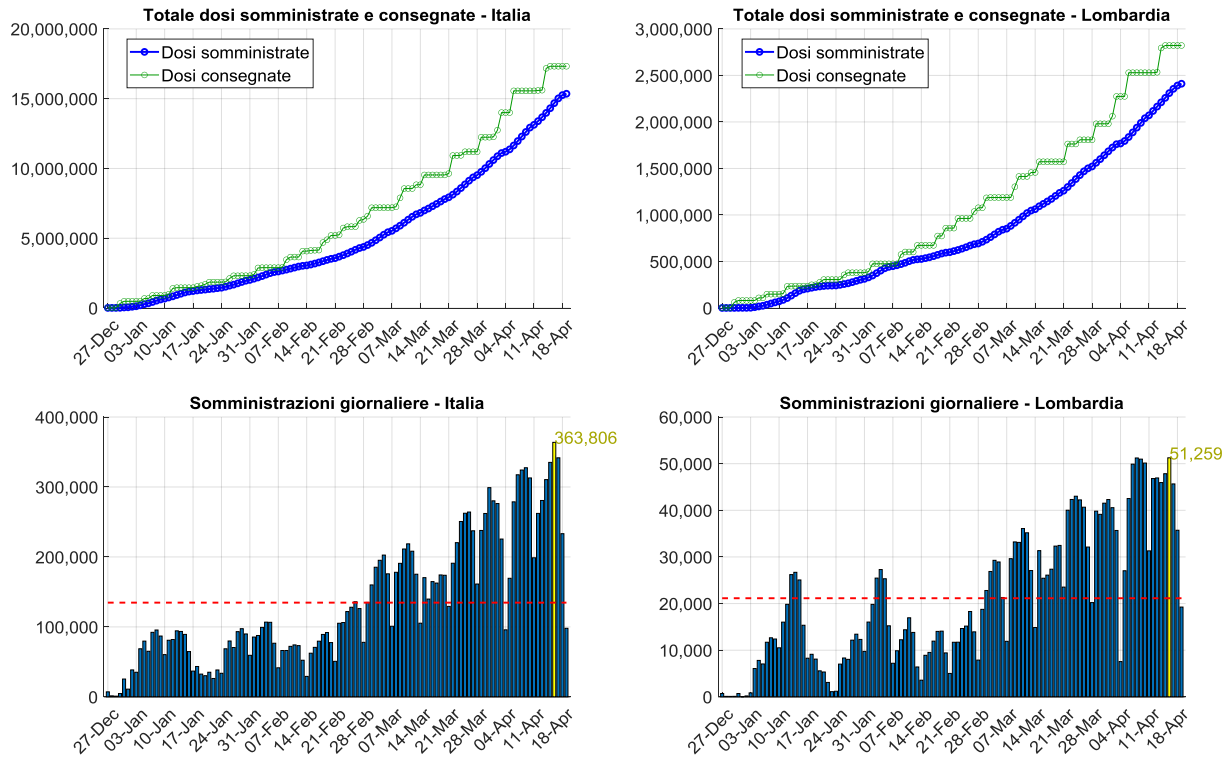 Totale dosi somministrate e consegnate - Italia
20,000,000
15,000,000
10,000,000
5,000,000
0
Dosi somministrate
Dosi consegnate
27-Dec
03-Jan
10-Jan
17-Jan
24-Jan
31-Jan
07-Feb
14-Feb
21-Feb
28-Feb
07-Mar
14-Mar
21-Mar
28-Mar
04-Apr
11-Apr
18-Apr
Totale dosi somministrate e consegnate - Lombardia
3,000,000
2,500,000
2,000,000
1,500,000
1,000,000
500,000
0
Dosi somministrate
Dosi consegnate
27-Dec
03-Jan
10-Jan
17-Jan
24-Jan
31-Jan
07-Feb
14-Feb
21-Feb
28-Feb
07-Mar
14-Mar
21-Mar
28-Mar
04-Apr
11-Apr
18-Apr
Somministrazioni giornaliere - Italia
400,000
300,000
200,000
100,000
0
363,806
27-Dec
03-Jan
10-Jan
17-Jan
24-Jan
31-Jan
07-Feb
14-Feb
21-Feb
28-Feb
07-Mar
14-Mar
21-Mar
28-Mar
04-Apr
11-Apr
18-Apr
Somministrazioni giornaliere - Lombardia
60,000
50,000
40,000
30,000
20,000
10,000
0
51,259
27-Dec
03-Jan
10-Jan
17-Jan
24-Jan
31-Jan
07-Feb
14-Feb
21-Feb
28-Feb
07-Mar
14-Mar
21-Mar
28-Mar
04-Apr
11-Apr
18-Apr